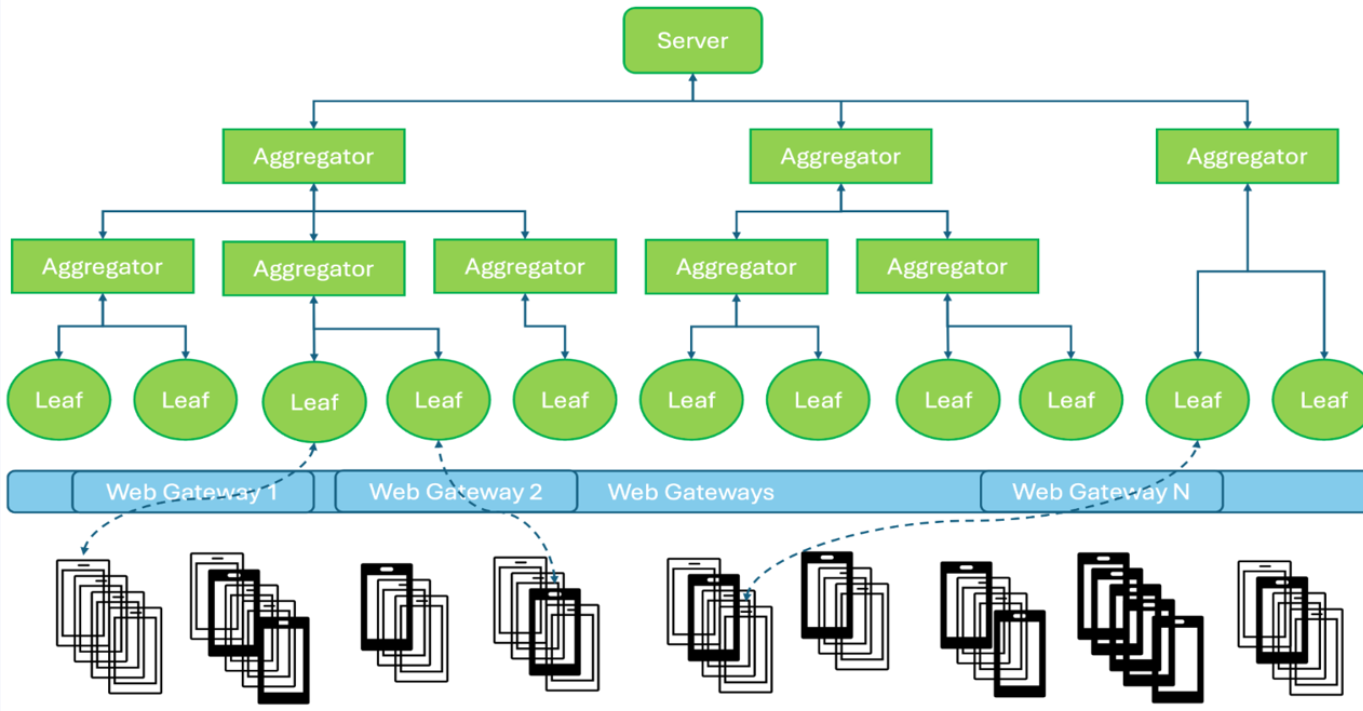 Server
Aggregator
Aggregator
Aggregator
Aggregator
Aggregator
Aggregator
Aggregator
Aggregator
Leaf
Leaf
Leaf
Leaf
Leaf
Leaf
Leaf
Leaf
Leaf
Leaf
Leaf
Web Gateway 1
Web Gateway 2
Web Gateways
Web Gateway N